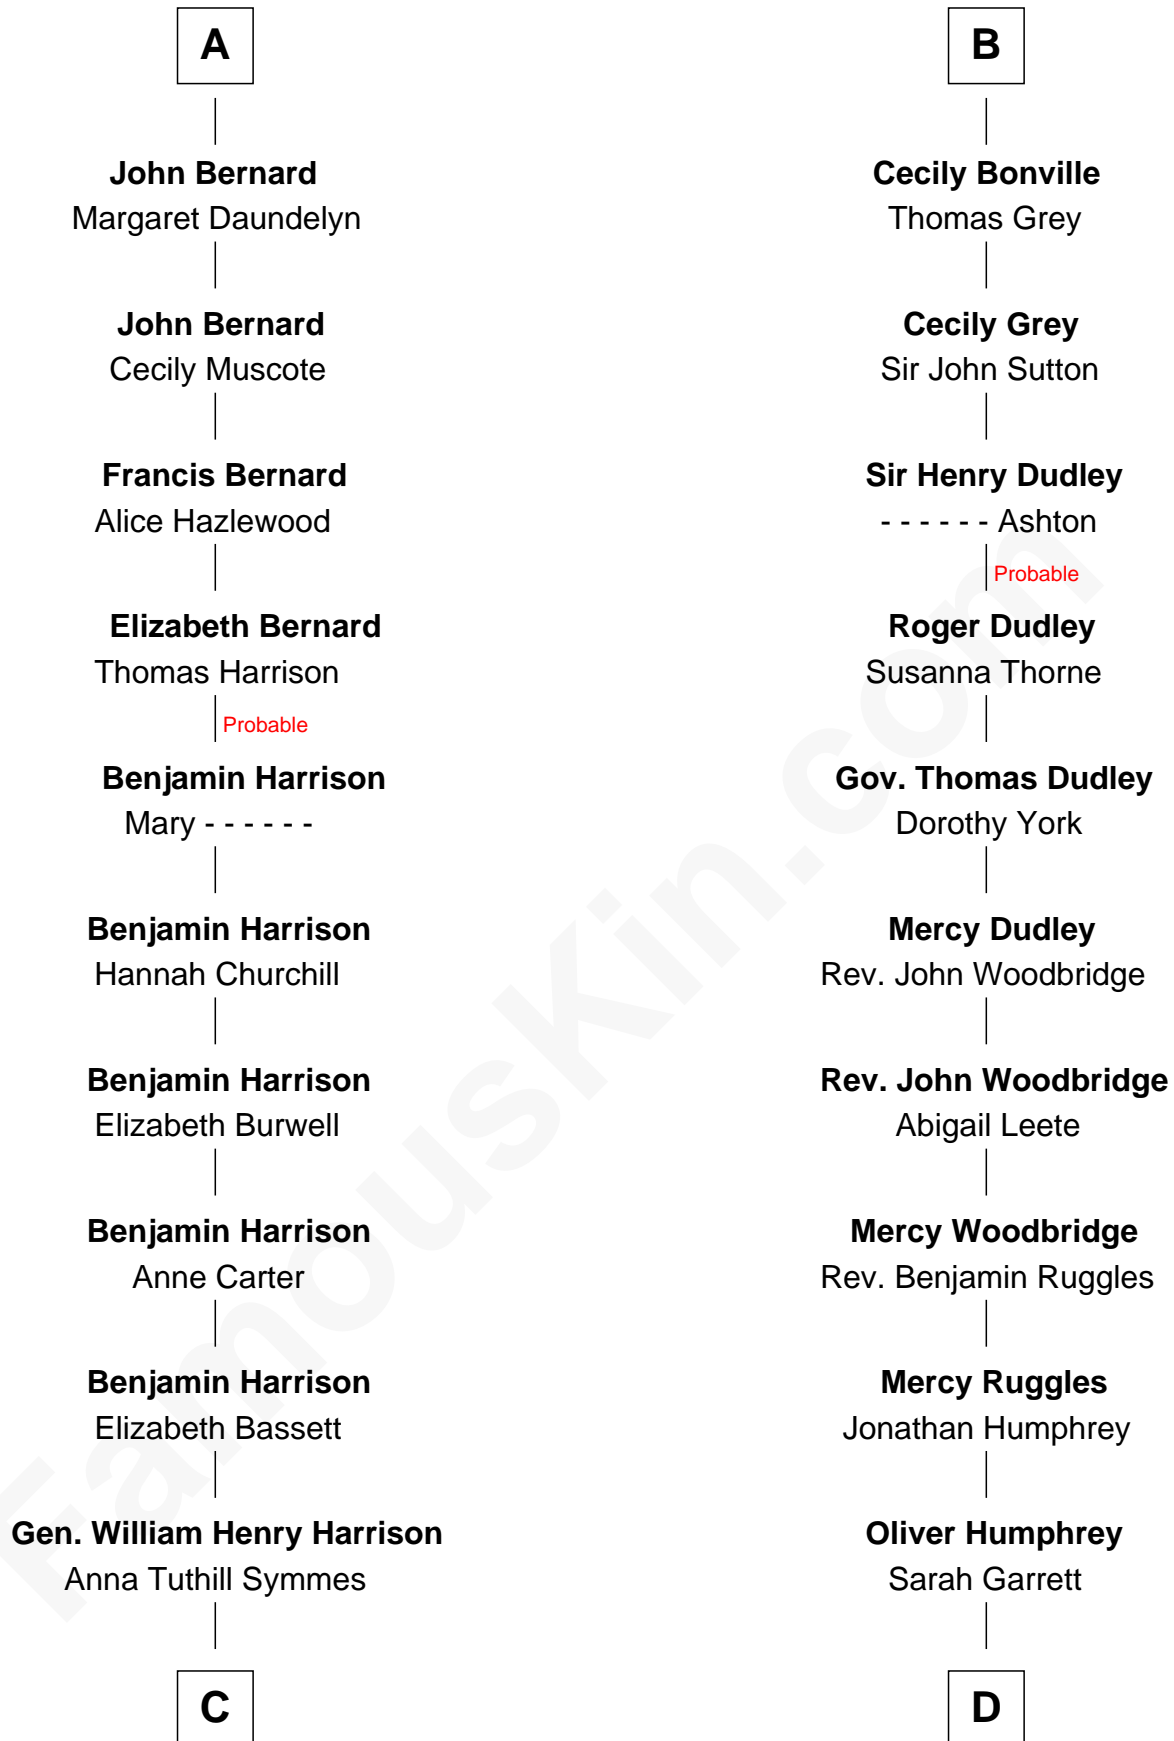 A
John Bernard
Margaret Daundelyn
John Bernard
Cecily Muscote
Francis Bernard
Alice Hazlewood
Elizabeth Bernard
Thomas Harrison
Probable
Benjamin Harrison
Mary - - - - - -
Benjamin Harrison
Hannah Churchill
Benjamin Harrison
Elizabeth Burwell
Benjamin Harrison
Anne Carter
Benjamin Harrison
Elizabeth Bassett
Gen. William Henry Harrison
Anna Tuthill Symmes
C
B
Cecily Bonville
Thomas Grey
Cecily Grey
Sir John Sutton
Sir Henry Dudley
- - - - - - Ashton
Probable
Roger Dudley
Susanna Thorne
Gov. Thomas Dudley
Dorothy York
Mercy Dudley
Rev. John Woodbridge
Rev. John Woodbridge
Abigail Leete
Mercy Woodbridge
Rev. Benjamin Ruggles
Mercy Ruggles
Jonathan Humphrey
Oliver Humphrey
Sarah Garrett
D
FamousKin.com